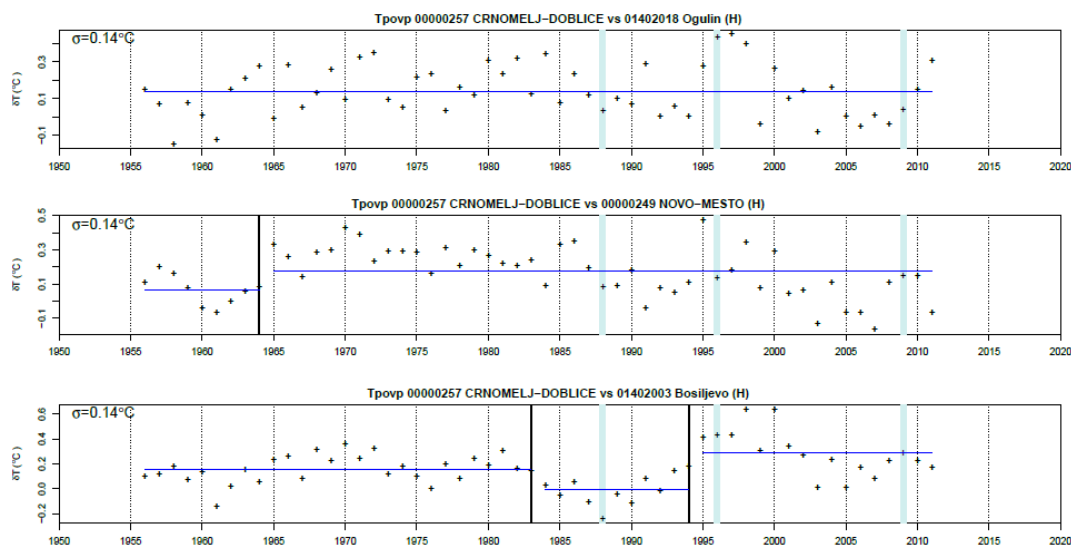 Tpovp 00000257 CRNOMELJ−DOBLICE vs 01402018 Ogulin (H)
σ=0.14°C
δT (°C)
0.3
0.1
−0.1
1950 1955 1960 1965 1970 1975 1980 1985 1990 1995 2000 2005 2010 2015 2020
Tpovp 00000257 CRNOMELJ−DOBLICE vs 00000249 NOVO−MESTO (H)
σ=0.14°C
δT (°C)
0.5
0.3
0.1
−0.1
1950 1955 1960 1965 1970 1975 1980 1985 1990 1995 2000 2005 2010 2015 2020
Tpovp 00000257 CRNOMELJ−DOBLICE vs 01402003 Bosiljevo (H)
σ=0.14°C
δT (°C)
0.6
0.4
0.2
0.0
−0.2
1950 1955 1960 1965 1970 1975 1980 1985 1990 1995 2000 2005 2010 2015 2020